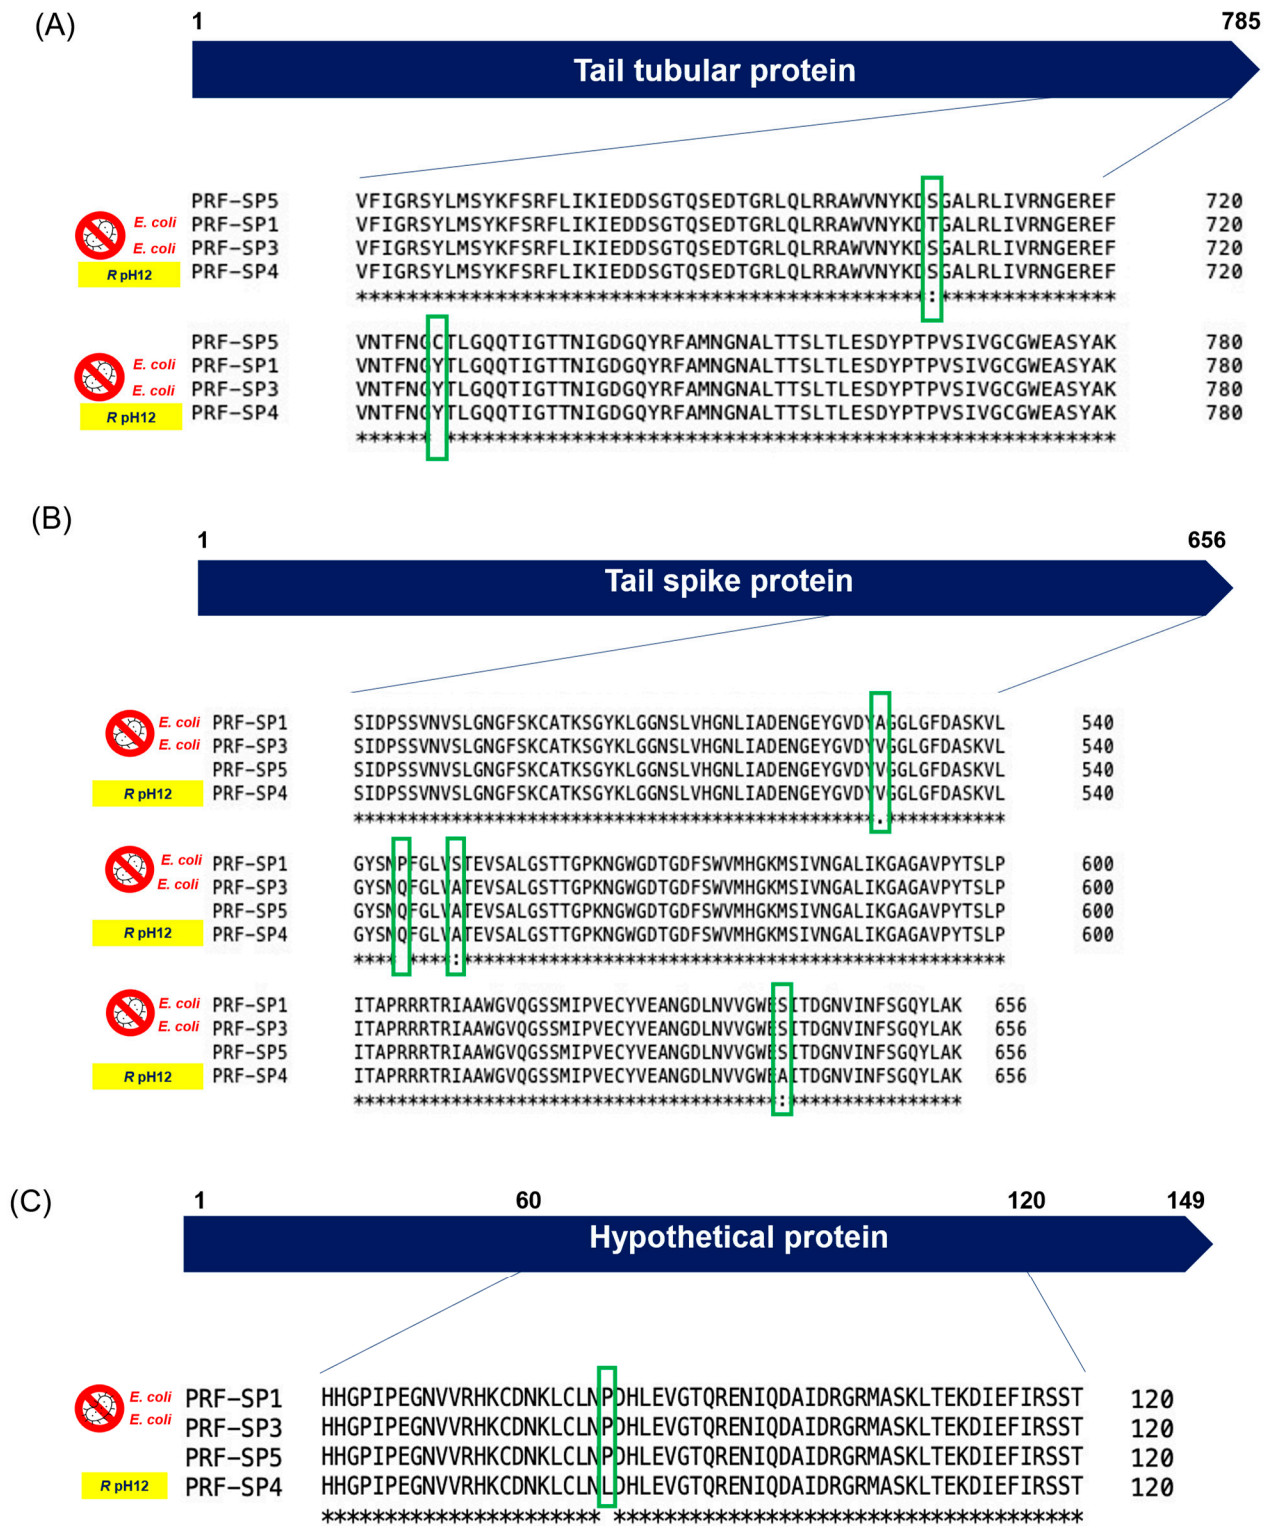 (A)
1 785
Tail tubular protein
PRF-SP5 VFIGRSYLMSYKFSRFLIKIEDDSGTQSEDTGRLQLRRAWVNYKDSGALRLIVRNGEREF 720
E. coli PRF-SP1 VFIGRSYLMSYKFSRFLIKIEDDSGTQSEDTGRLQLRRAWVNYKDTGALRLIVRNGEREF 720
E. coli PRF-SP3 VFIGRSYLMSYKFSRFLIKIEDDSGTQSEDTGRLQLRRAWVNYKDSGALRLIVRNGEREF 720
R pH12 PRF-SP4 VFIGRSYLMSYKFSRFLIKIEDDSGTQSEDTGRLQLRRAWVNYKDSGALRLIVRNGEREF 720
*********************************************:**************
PRF-SP5 VNTFNGCTLGQQTIGTTNIGDGQYRFAMNGNALTTSLTLESDYPTPVSIVGCGWEASYAK 780
E. coli PRF-SP1 VNTFNGYTLGQQTIGTTNIGDGQYRFAMNGNALTTSLTLESDYPTPVSIVGCGWEASYAK 780
E. coli PRF-SP3 VNTFNGYTLGQQTIGTTNIGDGQYRFAMNGNALTTSLTLESDYPTPVSIVGCGWEASYAK 780
R pH12 PRF-SP4 VNTFNGYTLGQQTIGTTNIGDGQYRFAMNGNALTTSLTLESDYPTPVSIVGCGWEASYAK 780
****** *****************************************************
(B)
1 656
Tail spike protein
E. coli PRF-SP1 SIDPSSVNVSLGNGFSKCATKSGYKLGGNSLVHGNLIADENGEYGVDYAGGLGFDASKVL 540
E. coli PRF-SP3 SIDPSSVNVSLGNGFSKCATKSGYKLGGNSLVHGNLIADENGEYGVDYVGGLGFDASKVL 540
PRF-SP5 SIDPSSVNVSLGNGFSKCATKSGYKLGGNSLVHGNLIADENGEYGVDYVGGLGFDASKVL 540
R pH12 PRF-SP4 SIDPSSVNVSLGNGFSKCATKSGYKLGGNSLVHGNLIADENGEYGVDYVGGLGFDASKVL 540
************************************************.***********
E. coli PRF-SP1 GYSNPFGLVSTEVSALGSTTGPKNGWGDTGDFSWVMHGKMSIVNGALIKGAGAVPYTSLP 600
E. coli PRF-SP3 GYSNQFGLVATEVSALGSTTGPKNGWGDTGDFSWVMHGKMSIVNGALIKGAGAVPYTSLP 600
PRF-SP5 GYSNQFGLVATEVSALGSTTGPKNGWGDTGDFSWVMHGKMSIVNGALIKGAGAVPYTSLP 600
R pH12 PRF-SP4 GYSNQFGLVATEVSALGSTTGPKNGWGDTGDFSWVMHGKMSIVNGALIKGAGAVPYTSLP 600
**** ****:**************************************************
E. coli PRF-SP1 ITAPRRRTRIAAWGVQGSSMIPVECYVEANGDLNVVGWESITDGNVINFSGQYLAK 656
E. coli PRF-SP3 ITAPRRRTRIAAWGVQGSSMIPVECYVEANGDLNVVGWESITDGNVINFSGQYLAK 656
PRF-SP5 ITAPRRRTRIAAWGVQGSSMIPVECYVEANGDLNVVGWESITDGNVINFSGQYLAK 656
R pH12 PRF-SP4 ITAPRRRTRIAAWGVQGSSMIPVECYVEANGDLNVVGWEAITDGNVINFSGQYLAK 656
***************************************:****************
(C)
1 60 120 149
Hypothetical protein
E. coli PRF-SP1 HHGPIPEGNVVRHKCDNKLCLNPDHLEVGTQRENIQDAIDRGRMASKLTEKDIEFIRSST 120
E. coli PRF-SP3 HHGPIPEGNVVRHKCDNKLCLNPDHLEVGTQRENIQDAIDRGRMASKLTEKDIEFIRSST 120
PRF-SP5 HHGPIPEGNVVRHKCDNKLCLNPDHLEVGTQRENIQDAIDRGRMASKLTEKDIEFIRSST 120
R pH12 PRF-SP4 HHGPIPEGNVVRHKCDNKLCLNLDHLEVGTQRENIQDAIDRGRMASKLTEKDIEFIRSST 120
********************** *************************************